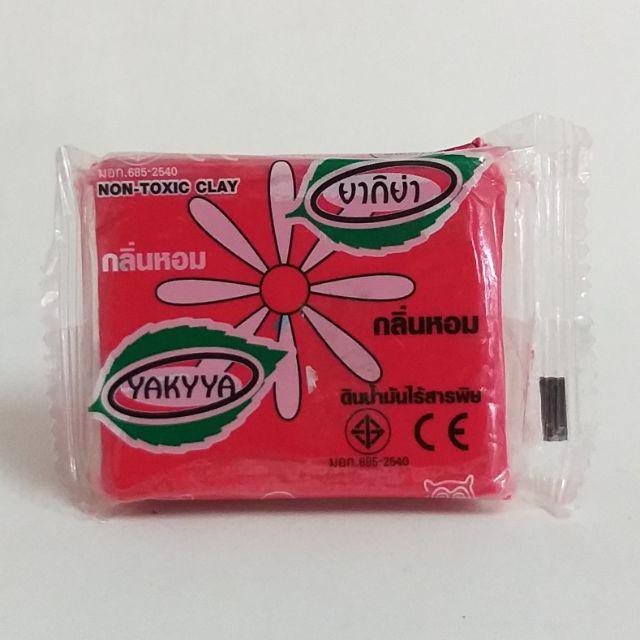 มอก.685-2540
NON-TOXIC CLAY
ยากิย่า
กลิ่นหอม
กลิ่นหอม
YAKYYA
ดินน้ำมันไร้สารพิษ
CE
มอก.685-2540